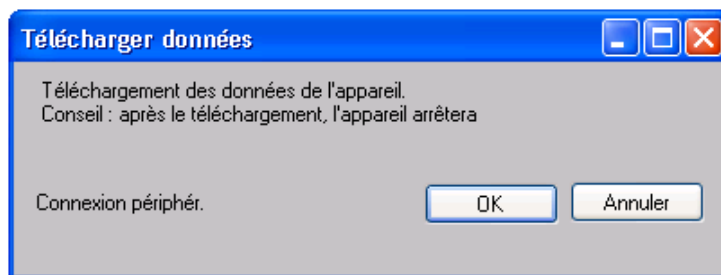 Télécharger données
Téléchargement des données de l'appareil.
Conseil : après le téléchargement, l'appareil arrêtera
Connexion périphér.
OK
Annuler